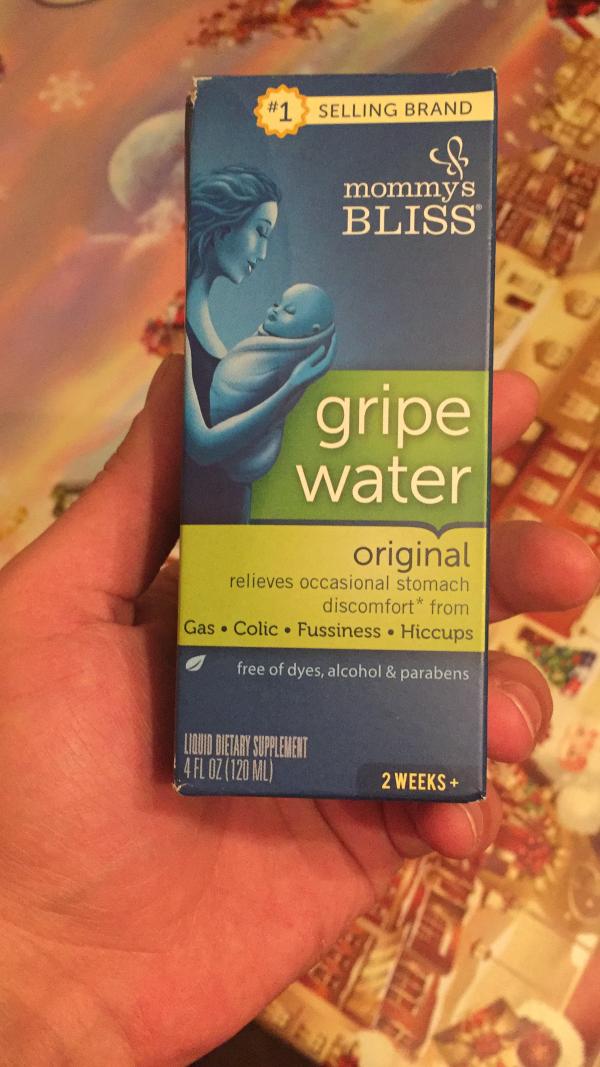 #1 SELLING BRAND
mommy's
BLISS®
gripe
water
original
relieves occasional stomach
discomfort* from
Gas • Colic • Fussiness • Hiccups
free of dyes, alcohol & parabens
LIQUID DIETARY SUPPLEMENT
4 FL OZ (120 ML)
2 WEEKS +